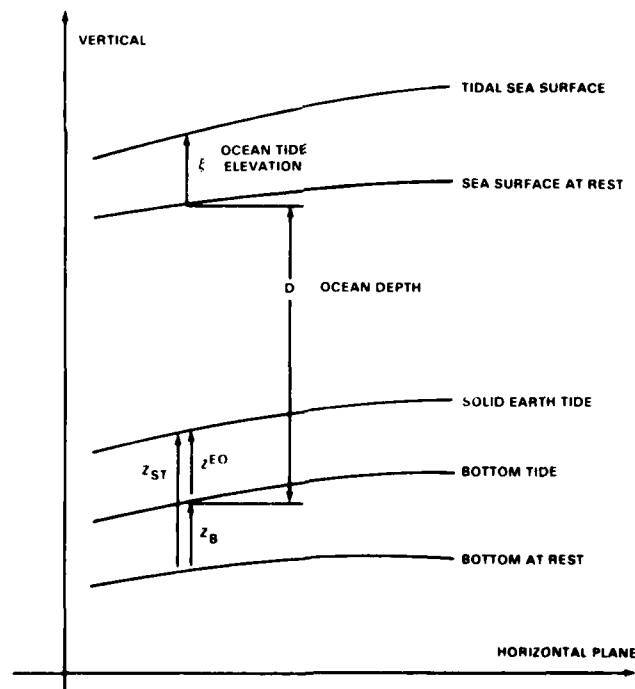 VERTICAL
TIDAL SEA SURFACE
OCEAN TIDE
ELEVATION
ξ
SEA SURFACE AT REST
D OCEAN DEPTH
SOLID EARTH TIDE
z_ST z^EO
BOTTOM TIDE
z_B
BOTTOM AT REST
HORIZONTAL PLANE